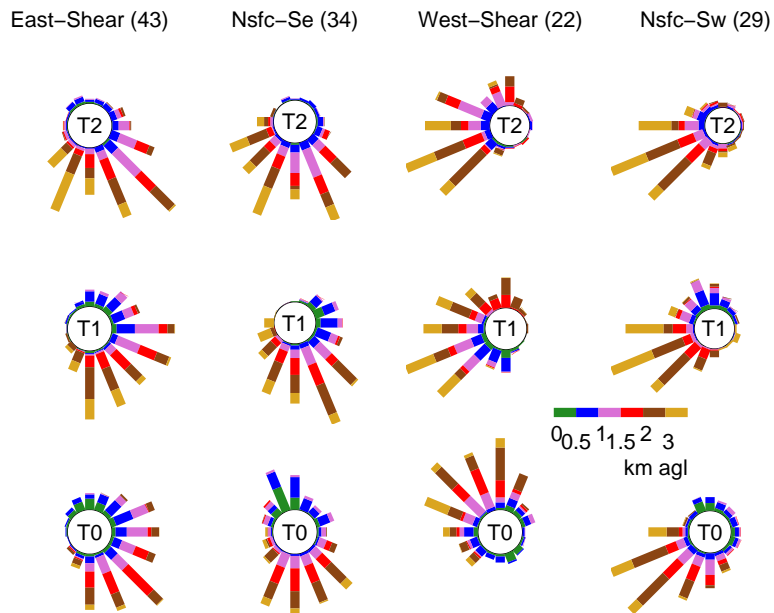 East−Shear (43) Nsfc−Se (34) West−Shear (22) Nsfc−Sw (29)
T2 T2 T2 T2
T1 T1 T1 T1
0 0.5 1 1.5 2 3
km agl
T0 T0 T0 T0